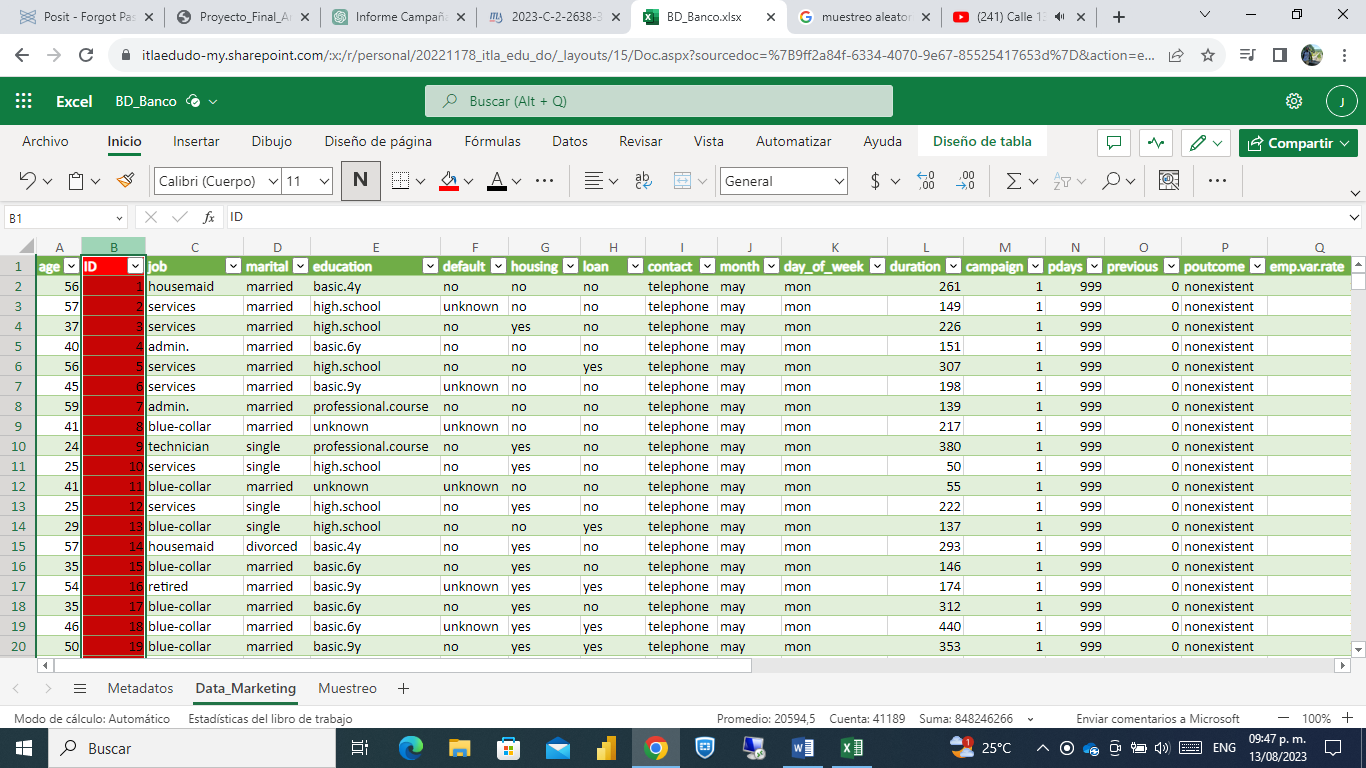 Posit - Forgot Pas
Proyecto_Final_Ar
Informe Campaña
2023-C-2-2638-3
BD_Banco.xlsx
muestreo aleator
(241) Calle 13
itlaedudo-my.sharepoint.com/:x:/r/personal/20221178_itla_edu_do/_layouts/15/Doc.aspx?sourcedoc=%7B9ff2a84f-6334-4070-9e67-85525417653d%7D&action=e...
Excel BD_Banco Buscar (Alt + Q) J
Archivo Inicio Insertar Dibujo Diseño de página Fórmulas Datos Revisar Vista Automatizar Ayuda Diseño de tabla Compartir
Calibri (Cuerpo) 11 N A ab General $
B1 fx ID
A B C D E F G H I J K L M N O P Q
1 age ID job marital education default housing loan contact month day_of_week duration campaign pdays previous poutcome emp.var.rate
2 56 1 housemaid married basic.4y no no no telephone may mon 261 1 999 0 nonexistent
3 57 2 services married high.school unknown no no telephone may mon 149 1 999 0 nonexistent
4 37 3 services married high.school no yes no telephone may mon 226 1 999 0 nonexistent
5 40 4 admin. married basic.6y no no no telephone may mon 151 1 999 0 nonexistent
6 56 5 services married high.school no no yes telephone may mon 307 1 999 0 nonexistent
7 45 6 services married basic.9y unknown no no telephone may mon 198 1 999 0 nonexistent
8 59 7 admin. married professional.course no no no telephone may mon 139 1 999 0 nonexistent
9 41 8 blue-collar married unknown unknown no no telephone may mon 217 1 999 0 nonexistent
10 24 9 technician single professional.course no yes no telephone may mon 380 1 999 0 nonexistent
11 25 10 services single high.school no yes no telephone may mon 50 1 999 0 nonexistent
12 41 11 blue-collar married unknown unknown no no telephone may mon 55 1 999 0 nonexistent
13 25 12 services single high.school no yes no telephone may mon 222 1 999 0 nonexistent
14 29 13 blue-collar single high.school no no yes telephone may mon 137 1 999 0 nonexistent
15 57 14 housemaid divorced basic.4y no yes no telephone may mon 293 1 999 0 nonexistent
16 35 15 blue-collar married basic.6y no yes no telephone may mon 146 1 999 0 nonexistent
17 54 16 retired married basic.9y unknown yes yes telephone may mon 174 1 999 0 nonexistent
18 35 17 blue-collar married basic.6y no yes no telephone may mon 312 1 999 0 nonexistent
19 46 18 blue-collar married basic.6y unknown yes yes telephone may mon 440 1 999 0 nonexistent
20 50 19 blue-collar married basic.9y no yes yes telephone may mon 353 1 999 0 nonexistent
Metadatos Data_Marketing Muestreo
Modo de cálculo: Automático Estadísticas del libro de trabajo Promedio: 20594,5 Cuenta: 41189 Suma: 848246266 Enviar comentarios a Microsoft 100%
Buscar 1 25°C ENG 09:47 p. m.
13/08/2023